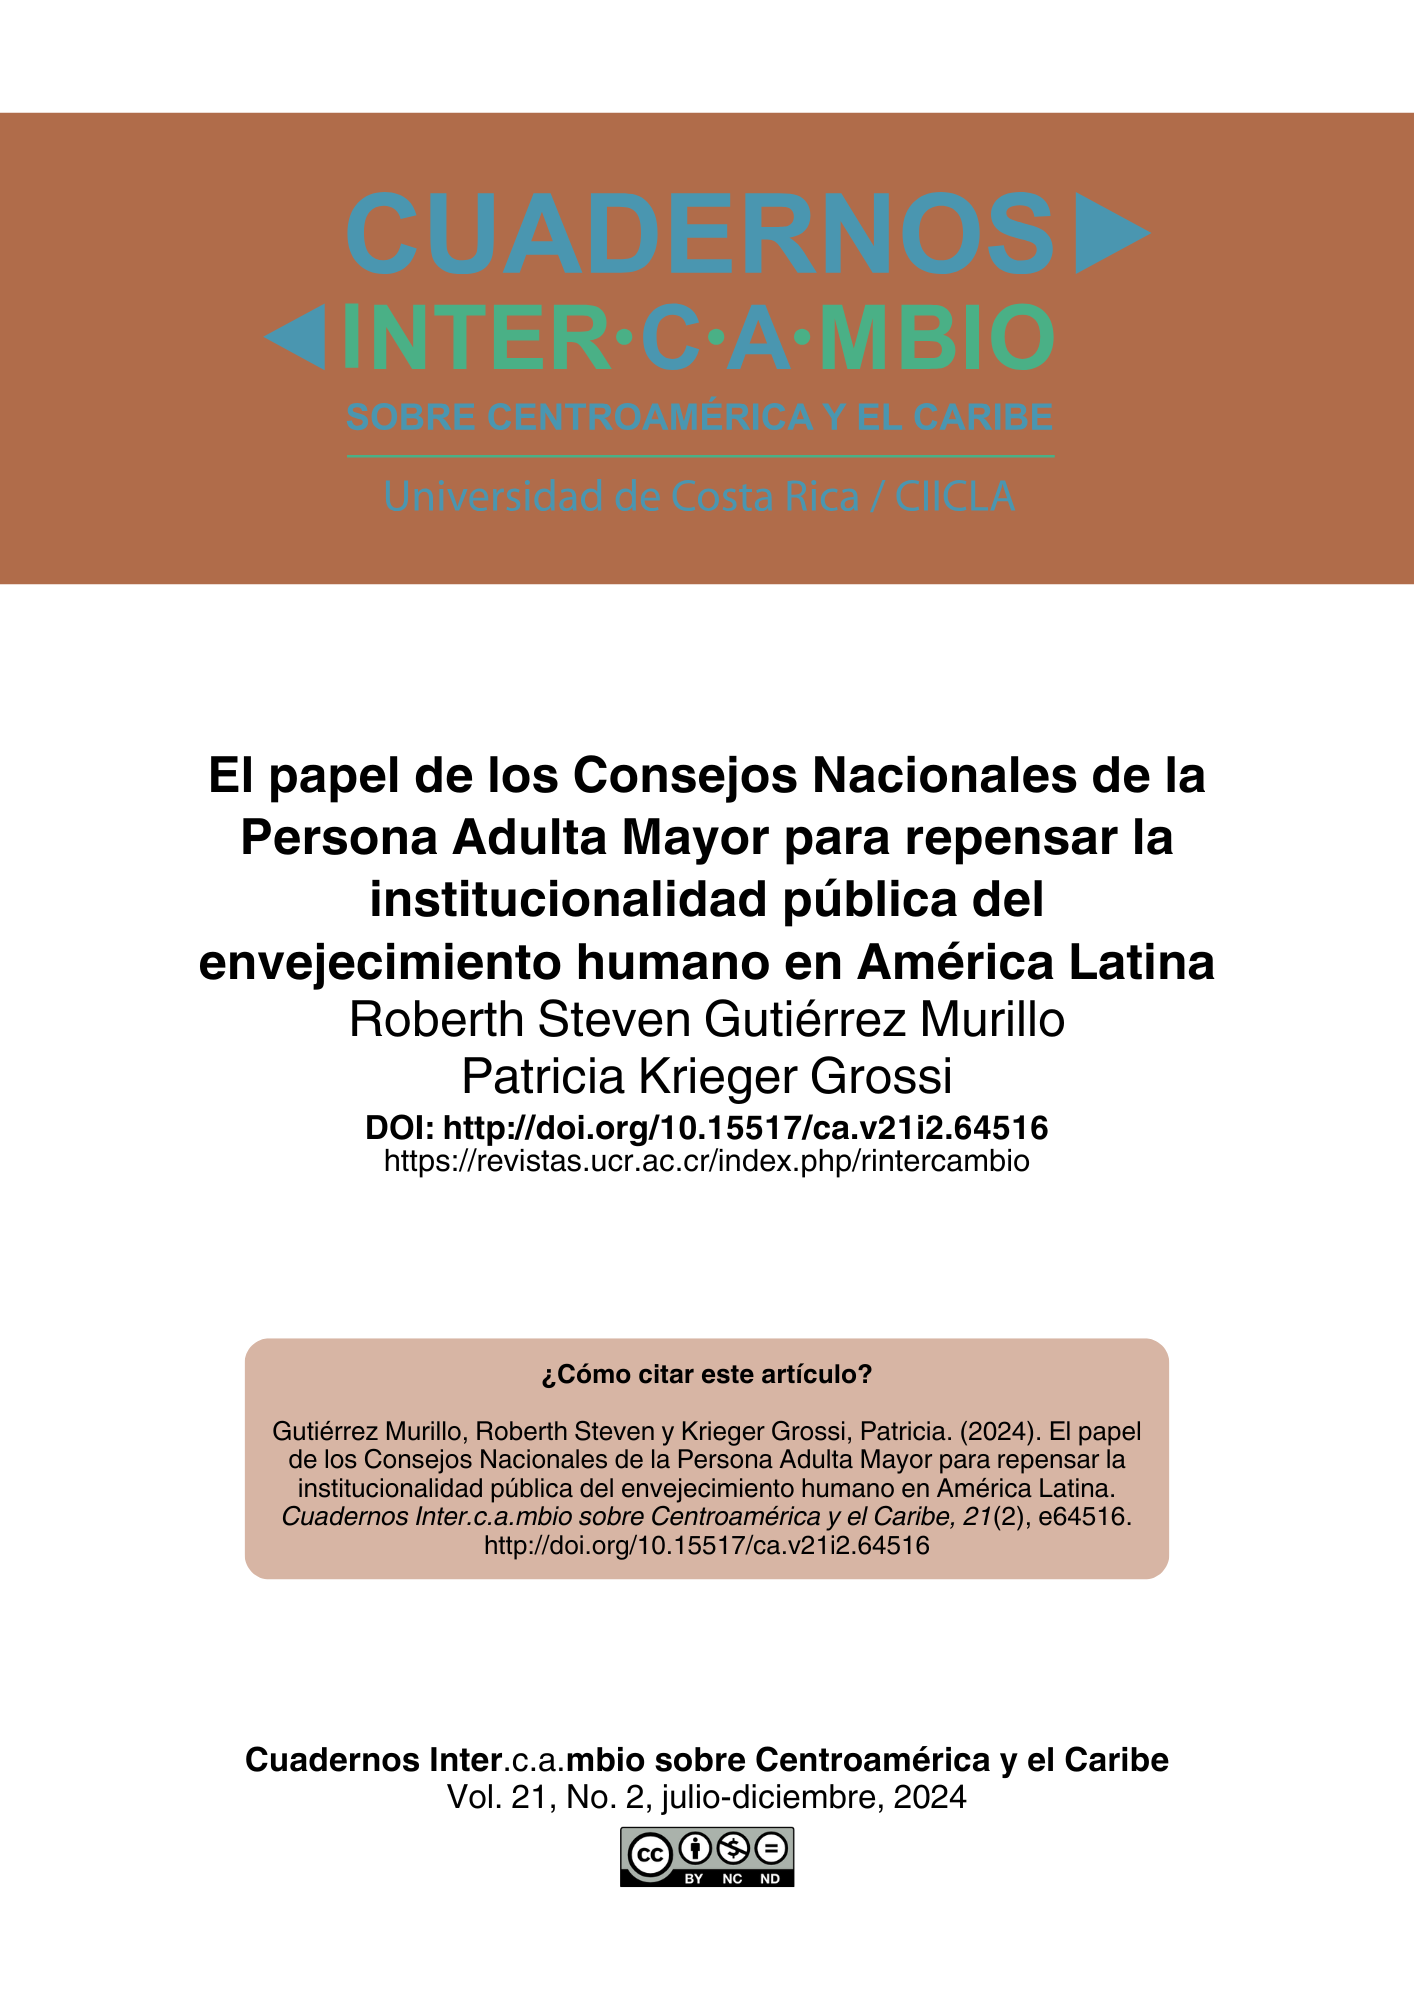 CUADERNOS
INTER·C·A·MBIO
SOBRE CENTROAMÉRICA Y EL CARIBE
Universidad de Costa Rica / CIICLA
El papel de los Consejos Nacionales de la
Persona Adulta Mayor para repensar la
institucionalidad pública del
envejecimiento humano en América Latina
Roberth Steven Gutiérrez Murillo
Patricia Krieger Grossi
DOI: http://doi.org/10.15517/ca.v21i2.64516
https://revistas.ucr.ac.cr/index.php/rintercambio
¿Cómo citar este artículo?
Gutiérrez Murillo, Roberth Steven y Krieger Grossi, Patricia. (2024). El papel
de los Consejos Nacionales de la Persona Adulta Mayor para repensar la
institucionalidad pública del envejecimiento humano en América Latina.
Cuadernos Inter.c.a.mbio sobre Centroamérica y el Caribe, 21(2), e64516.
http://doi.org/10.15517/ca.v21i2.64516
Cuadernos Inter.c.a.mbio sobre Centroamérica y el Caribe
Vol. 21, No. 2, julio-diciembre, 2024
cc
BY NC ND